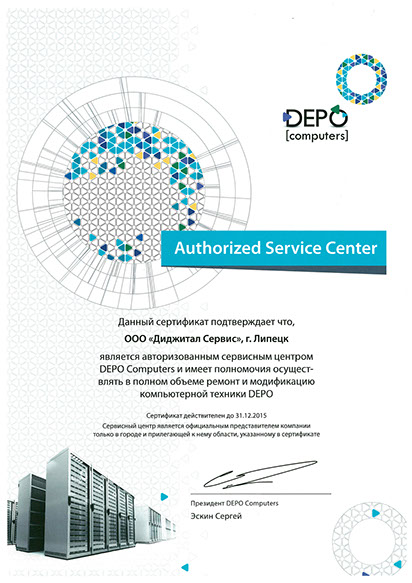 DEPO
[computers]
Authorized Service Center
Данный сертификат подтверждает что,
ООО «Диджитал Сервис», г. Липецк
является авторизованным сервисным центром
DEPO Computers и имеет полномочия осущест-
влять в полном объеме ремонт и модификацию
компьютерной техники DEPO
Сертификат действителен до 31.12.2015
Сервисный центр является официальным представителем компании
только в городе и прилегающей к нему области, указанному в сертификате
Президент DEPO Computers
Эскин Сергей